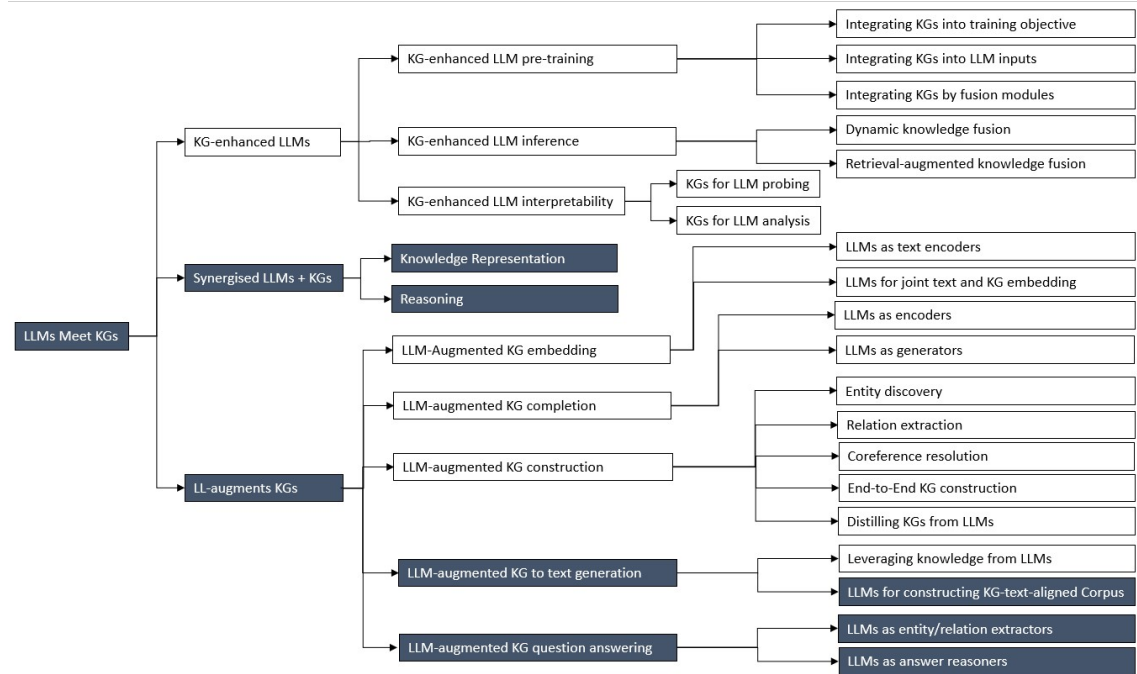 LLMs Meet KGs
KG-enhanced LLMs
KG-enhanced LLM pre-training
Integrating KGs into training objective
Integrating KGs into LLM inputs
Integrating KGs by fusion modules
KG-enhanced LLM inference
Dynamic knowledge fusion
Retrieval-augmented knowledge fusion
KG-enhanced LLM interpretability
KGs for LLM probing
KGs for LLM analysis
Synergised LLMs + KGs
Knowledge Representation
Reasoning
LL-augments KGs
LLM-Augmented KG embedding
LLMs as text encoders
LLMs for joint text and KG embedding
LLM-augmented KG completion
LLMs as encoders
LLMs as generators
LLM-augmented KG construction
Entity discovery
Relation extraction
Coreference resolution
End-to-End KG construction
Distilling KGs from LLMs
LLM-augmented KG to text generation
Leveraging knowledge from LLMs
LLMs for constructing KG-text-aligned Corpus
LLM-augmented KG question answering
LLMs as entity/relation extractors
LLMs as answer reasoners